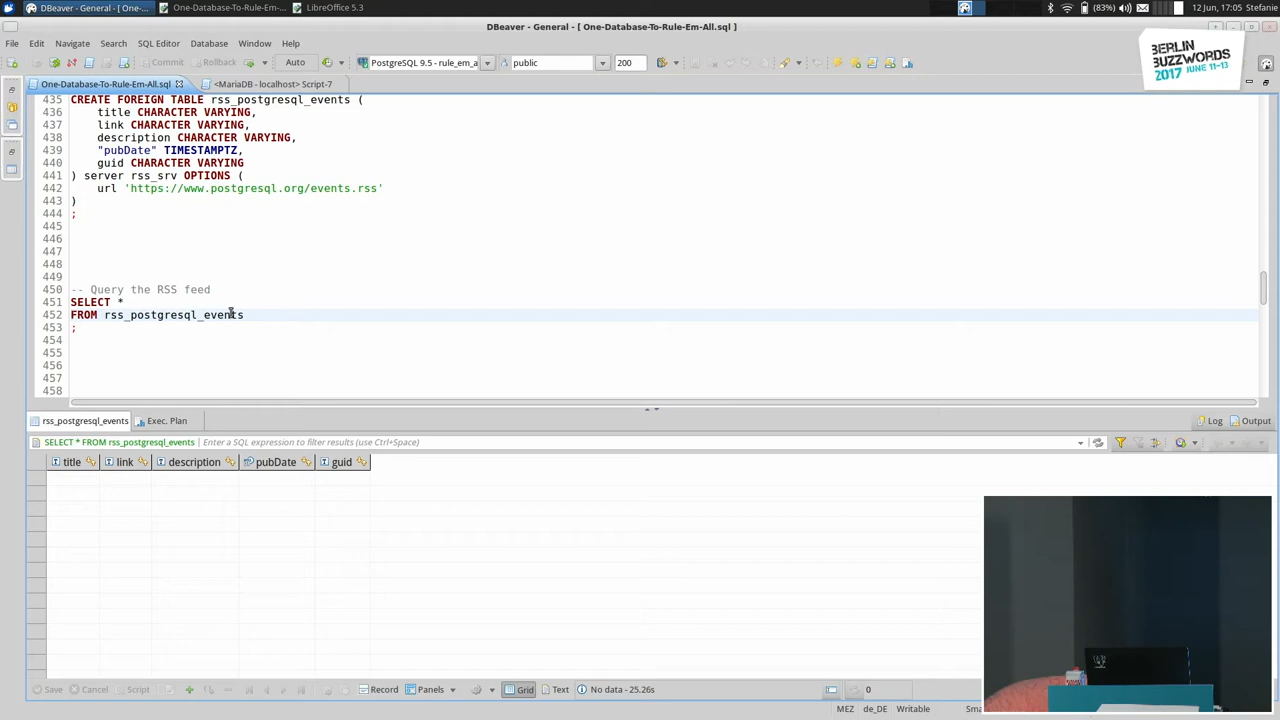 DBeaver - General - [ One-...
One-Database-To-Rule-Em-...
LibreOffice 5.3
(83%)
12 Jun, 17:05 Stefanie
DBeaver - General - [ One-Database-To-Rule-Em-All.sql ]
File Edit Navigate Search SQL Editor Database Window Help
Commit Rollback Auto PostgreSQL 9.5 - rule_em_a public 200
BERLIN
BUZZWORDS
2017 JUNE 11-13
One-Database-To-Rule-Em-All.sql <MariaDB - localhost> Script-7
435 CREATE FOREIGN TABLE rss_postgresql_events (
436 title CHARACTER VARYING,
437 link CHARACTER VARYING,
438 description CHARACTER VARYING,
439 "pubDate" TIMESTAMPTZ,
440 guid CHARACTER VARYING
441 ) server rss_srv OPTIONS (
442 url 'https://www.postgresql.org/events.rss'
443 )
444 ;
445
446
447
448
449
450 -- Query the RSS feed
451 SELECT *
452 FROM rss_postgresql_events
453 ;
454
455
456
457
458
rss_postgresql_events Exec. Plan Log Output
SELECT * FROM rss_postgresql_events Enter a SQL expression to filter results (use Ctrl+Space)
title link description pubDate guid
Save Cancel Script Record Panels Grid Text No data - 25.26s 0
MEZ de_DE Writable